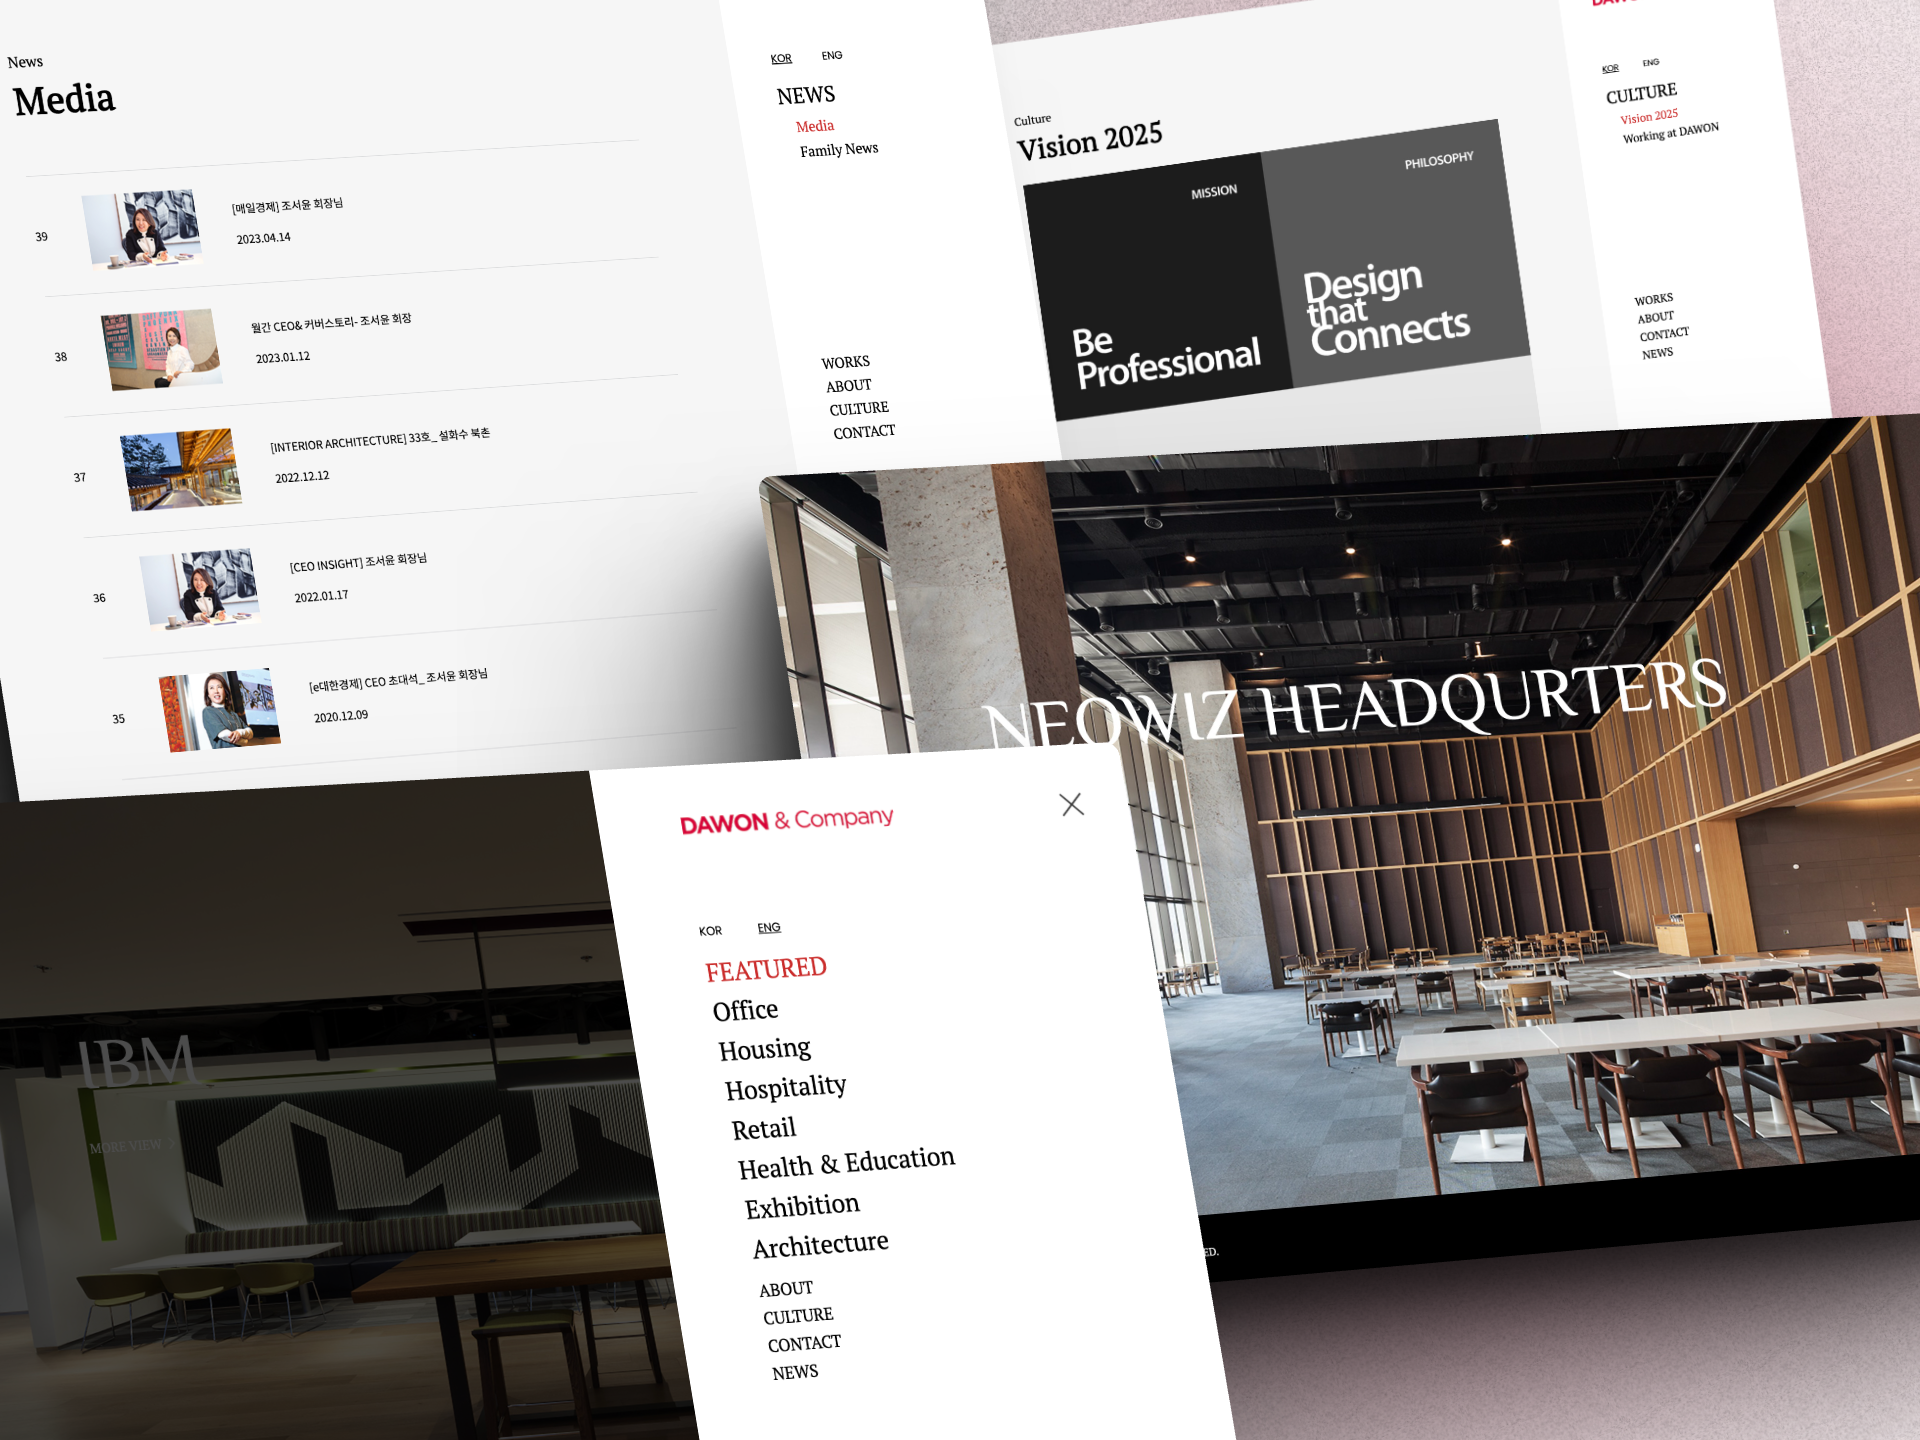 News
Media
39
[매일경제] 조서윤 회장님
2023.04.14
38
월간 CEO& 커버스토리- 조서윤 회장
2023.01.12
37
[INTERIOR ARCHITECTURE] 33호_ 설화수 북촌
2022.12.12
36
[CEO INSIGHT] 조서윤 회장님
2022.01.17
35
[e대한경제] CEO 초대석_ 조서윤 회장님
2020.12.09
KOR ENG
NEWS
Media
Family News
WORKS
ABOUT
CULTURE
CONTACT
Culture
Vision 2025
MISSION
Be
Professional
PHILOSOPHY
Design
that
Connects
KOR ENG
CULTURE
Vision 2025
Working at DAWON
WORKS
ABOUT
CONTACT
NEWS
NEOWIZ HEADQURTERS
ED.
IBM
MORE VIEW
DAWON & Company
KOR ENG
FEATURED
Office
Housing
Hospitality
Retail
Health & Education
Exhibition
Architecture
ABOUT
CULTURE
CONTACT
NEWS